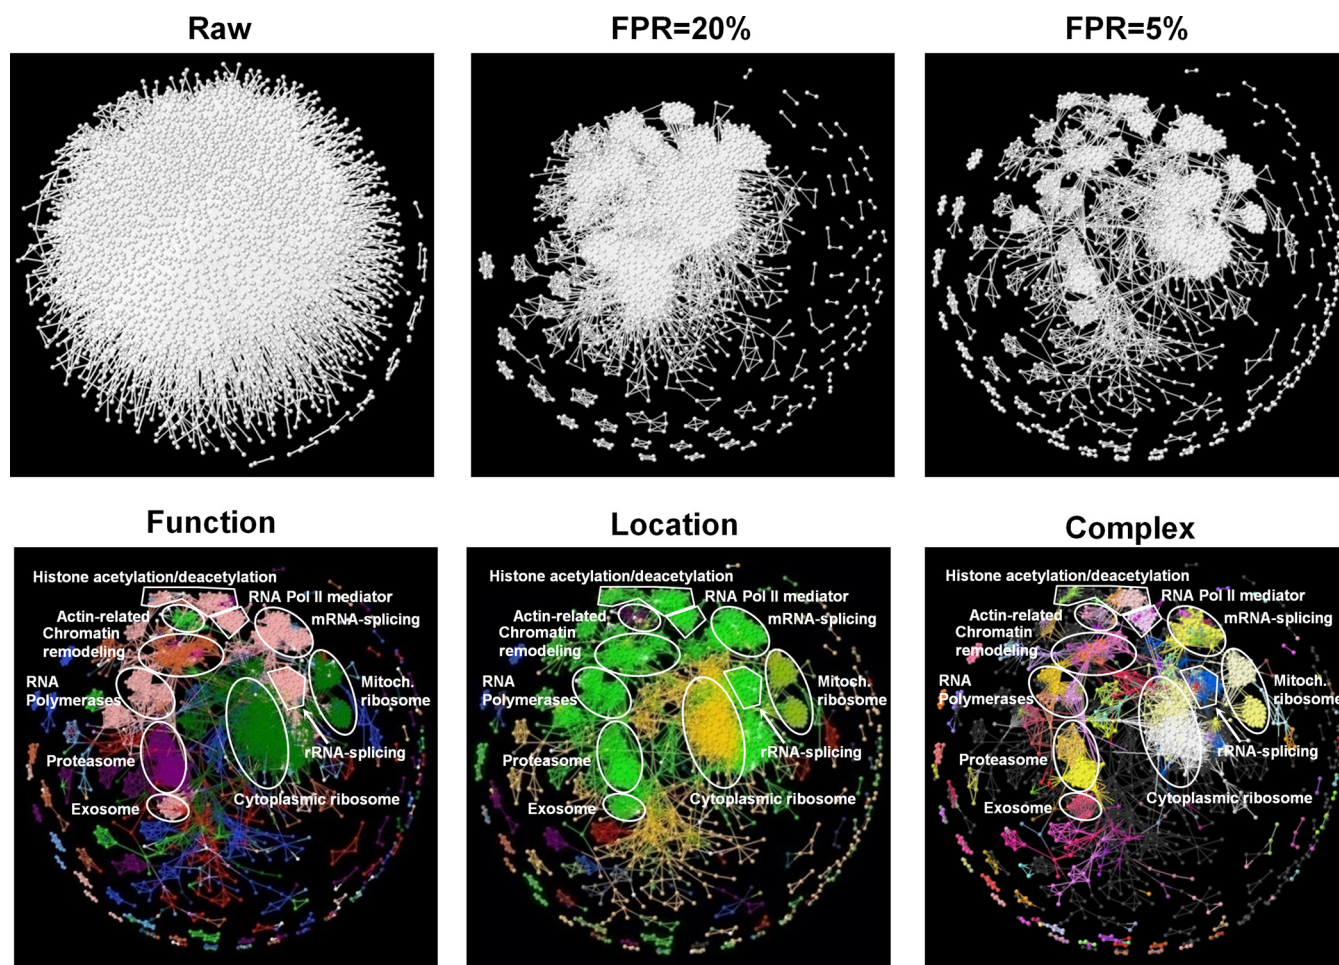 Raw
FPR=20%
FPR=5%
Function
Location
Complex
Histone acetylation/deacetylation
RNA Pol II mediator
Actin-related
mRNA-splicing
Chromatin
remodeling
RNA
Polymerases
Mitoch.
ribosome
rRNA-splicing
Proteasome
Exosome
Cytoplasmic ribosome
Histone acetylation/deacetylation
RNA Pol II mediator
Actin-related
mRNA-splicing
Chromatin
remodeling
RNA
Polymerases
Mitoch.
ribosome
rRNA-splicing
Proteasome
Exosome
Cytoplasmic ribosome
Histone acetylation/deacetylation
RNA Pol II mediator
Actin-related
mRNA-splicing
Chromatin
remodeling
RNA
Polymerases
Mitoch.
ribosome
rRNA-splicing
Proteasome
Exosome
Cytoplasmic ribosome